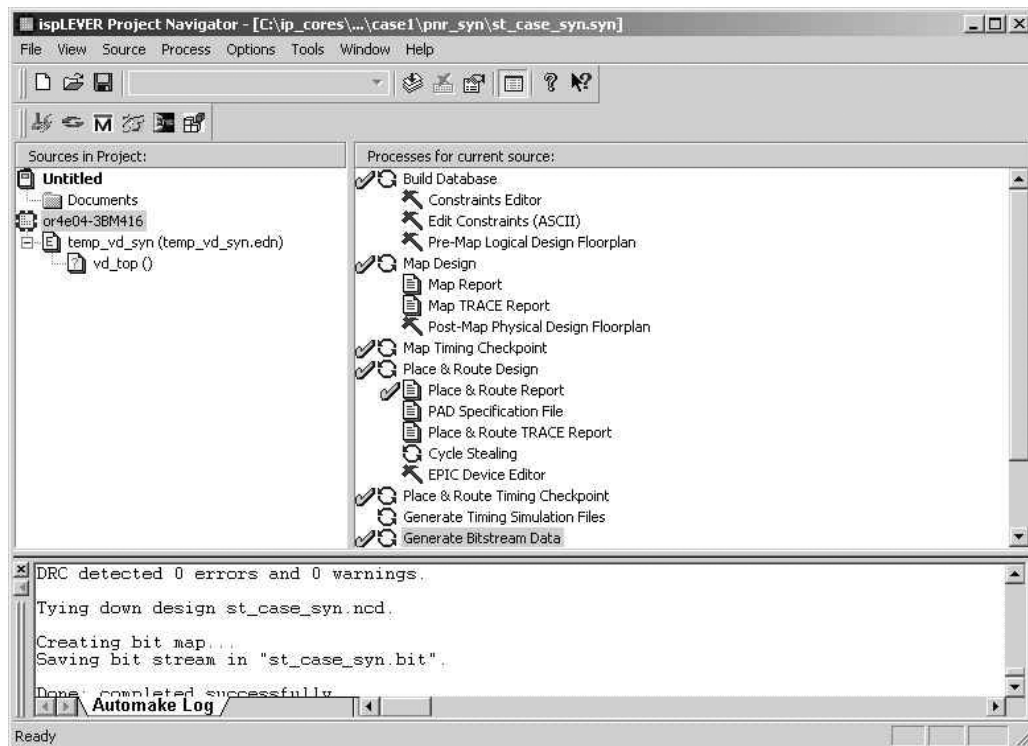 ispLEVER Project Navigator - [C:\ip_cores\...\case1\pnr_syn\st_case_syn.syn]
File View Source Process Options Tools Window Help
Sources in Project:
Untitled
Documents
or4e04-3BM416
temp_vd_syn (temp_vd_syn.edn)
vd_top ()
Processes for current source:
Build Database
Constraints Editor
Edit Constraints (ASCII)
Pre-Map Logical Design Floorplan
Map Design
Map Report
Map TRACE Report
Post-Map Physical Design Floorplan
Map Timing Checkpoint
Place & Route Design
Place & Route Report
PAD Specification File
Place & Route TRACE Report
Cycle Stealing
EPIC Device Editor
Place & Route Timing Checkpoint
Generate Timing Simulation Files
Generate Bitstream Data
DRC detected 0 errors and 0 warnings.
Tying down design st_case_syn.ncd.
Creating bit map...
Saving bit stream in "st_case_syn.bit".
Done: completed successfully
Automake Log
Ready